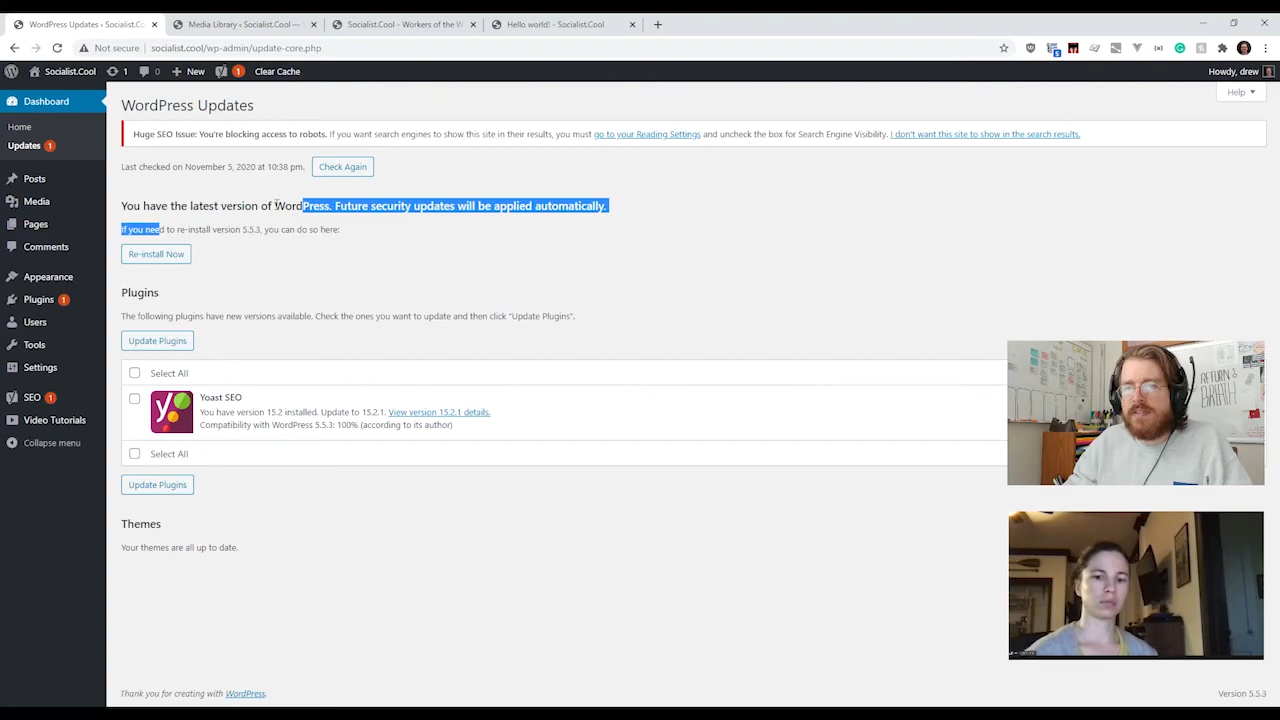 WordPress Updates ‹ Socialist.Co
Media Library ‹ Socialist.Cool —
Socialist.Cool - Workers of the W
Hello world! - Socialist.Cool
Not secure
socialist.cool/wp-admin/update-core.php
Socialist.Cool
1
0
New
1
Clear Cache
Howdy, drew
Dashboard
Home
Updates 1
Posts
Media
Pages
Comments
Appearance
Plugins 1
Users
Tools
Settings
SEO 1
Video Tutorials
Collapse menu
WordPress Updates
Help
Huge SEO Issue: You're blocking access to robots. If you want search engines to show this site in their results, you must go to your Reading Settings and uncheck the box for Search Engine Visibility. I don't want this site to show in the search results.
Last checked on November 5, 2020 at 10:38 pm.
Check Again
You have the latest version of WordPress. Future security updates will be applied automatically.
If you need to re-install version 5.5.3, you can do so here:
Re-install Now
Plugins
The following plugins have new versions available. Check the ones you want to update and then click "Update Plugins".
Update Plugins
Select All
Yoast SEO
You have version 15.2 installed. Update to 15.2.1. View version 15.2.1 details.
Compatibility with WordPress 5.5.3: 100% (according to its author)
Select All
Update Plugins
Themes
Your themes are all up to date.
RETURN
BREATH
Thank you for creating with WordPress.
Version 5.5.3